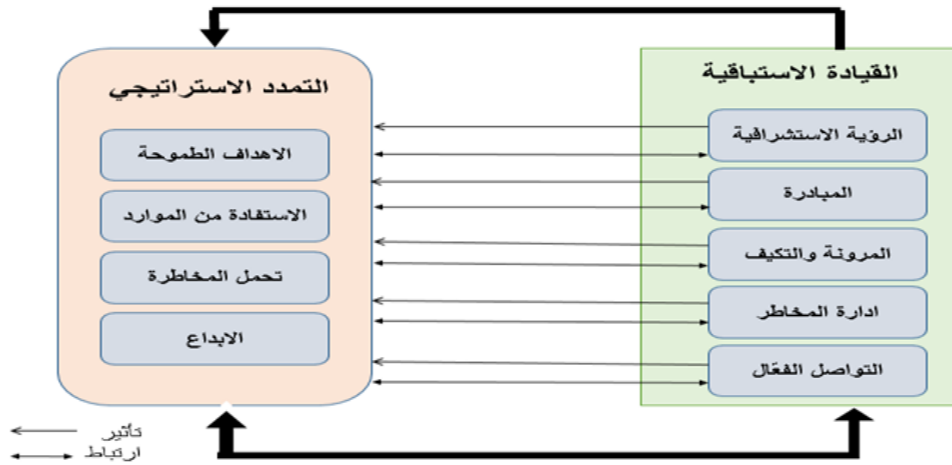 القيادة الاستباقية
الرؤية الاستشرافية
المبادرة
المرونة والتكيف
ادارة المخاطر
التواصل الفعّال
التمدد الاستراتيجي
الاهداف الطموحة
الاستفادة من الموارد
تحمل المخاطرة
الابداع
تأثير
ارتباط